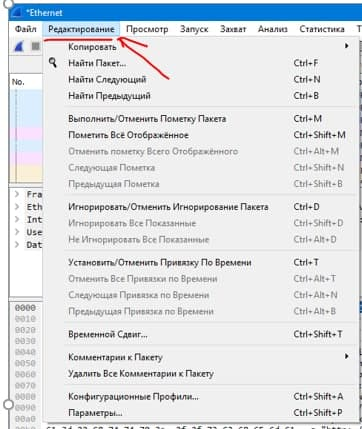 *Ethernet
Файл Редактирование Просмотр Запуск Захват Анализ Статистика
No.
Копировать
Найти Пакет... Ctrl+F
Найти Следующий Ctrl+N
Найти Предыдущий Ctrl+B
Выполнить/Отменить Пометку Пакета Ctrl+M
Пометить Всё Отображённое Ctrl+Shift+M
Отменить пометку Всего Отображённого Ctrl+Alt+M
Следующая Пометка Ctrl+Shift+N
Предыдущая Пометка Ctrl+Shift+B
Игнорировать/Отменить Игнорирование Пакета Ctrl+D
Игнорировать Все Показанные Ctrl+Shift+D
Не Игнорировать Все Показанные Ctrl+Alt+D
Установить/Отменить Привязку По Времени Ctrl+T
Отменить Все Привязки по Времени Ctrl+Alt+T
Следующая Привязка по Времени Ctrl+Alt+N
Предыдущая Привязка По Времени Ctrl+Alt+B
Временной Сдвиг... Ctrl+Shift+T
Комментарии к Пакету
Удалить Все Комментарии к Пакету
Конфигурационные Профили... Ctrl+Shift+A
Параметры... Ctrl+Shift+P
> Fra
> Eth
> Int
> Use
> Dat
0000
0010
0020
0030
0040
0050
0060
0070
0080
0090
00a0